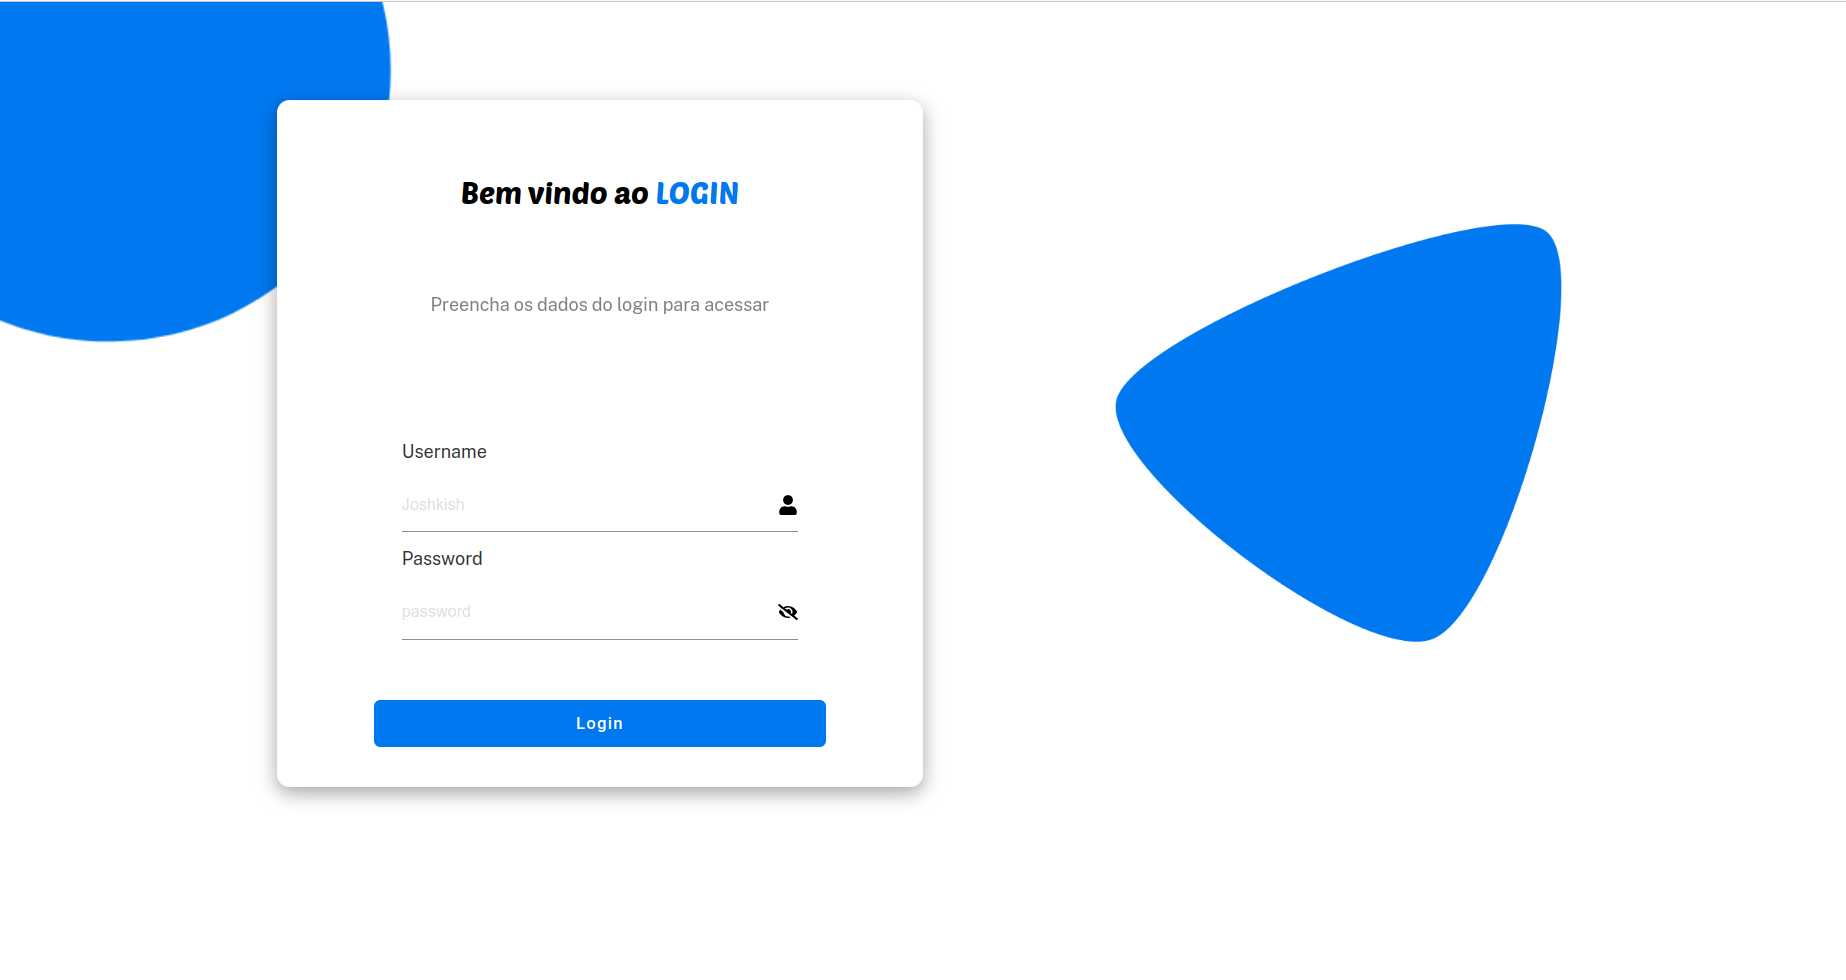 Bem vindo ao LOGIN
Preencha os dados do login para acessar
Username
Joshkish
Password
password
Login